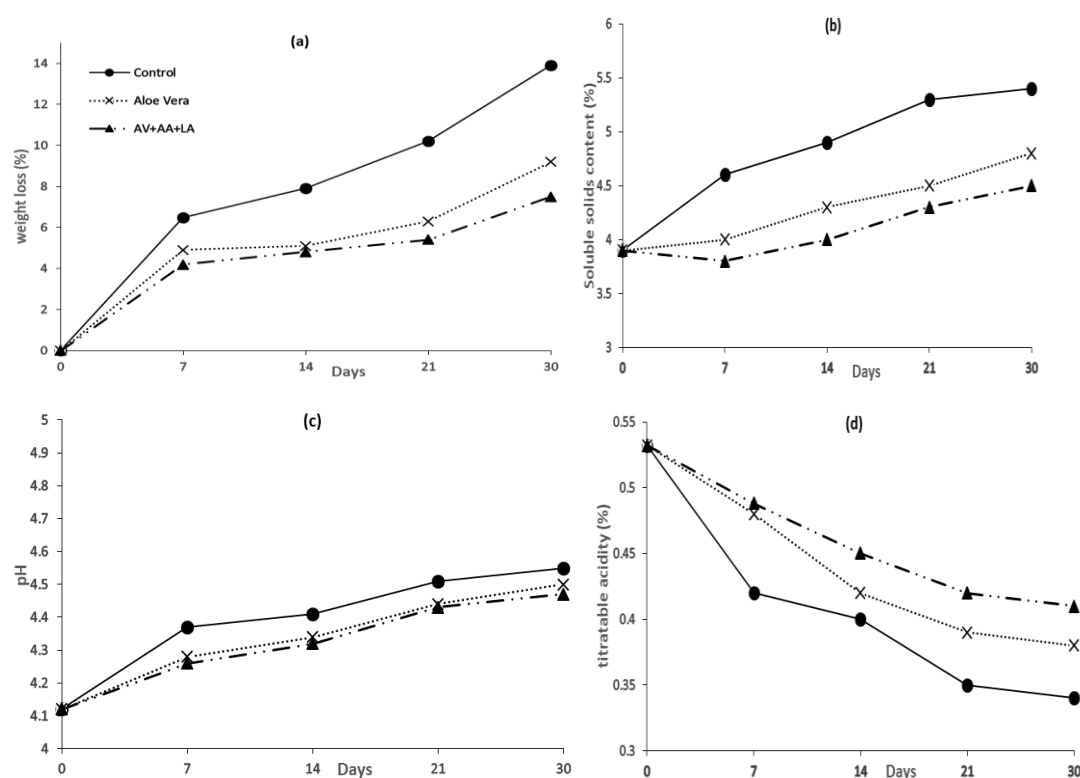 (a)
14
12
10
8
6
4
2
0
weight loss (%)
Control
Aloe Vera
AV+AA+LA
0 7 14 21 30
Days
(b)
6
5.5
5
4.5
4
3.5
3
Soluble solids content (%)
0 7 14 21 30
Days
(c)
5
4.9
4.8
4.7
4.6
4.5
4.4
4.3
4.2
4.1
4
pH
0 7 14 21 30
Days
(d)
0.55
0.5
0.45
0.4
0.35
0.3
titratable acidity (%)
0 7 14 21 30
Days